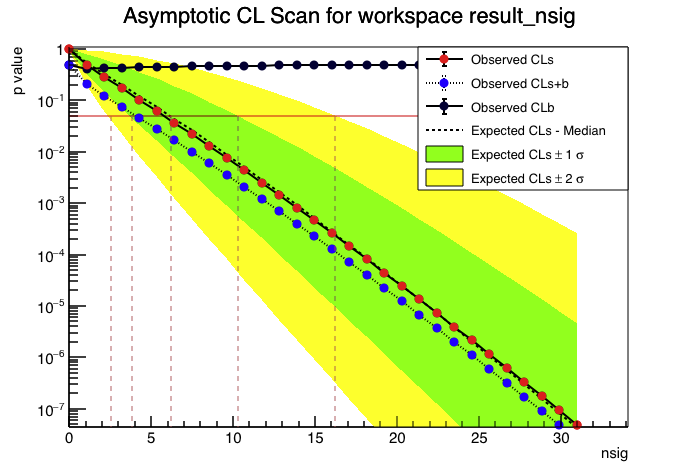 Asymptotic CL Scan for workspace result_nsig
p value
Observed CLs
Observed CLs+b
Observed CLb
Expected CLs - Median
Expected CLs ± 1 σ
Expected CLs ± 2 σ
1
10⁻¹
10⁻²
10⁻³
10⁻⁴
10⁻⁵
10⁻⁶
10⁻⁷
0 5 10 15 20 25 30
nsig